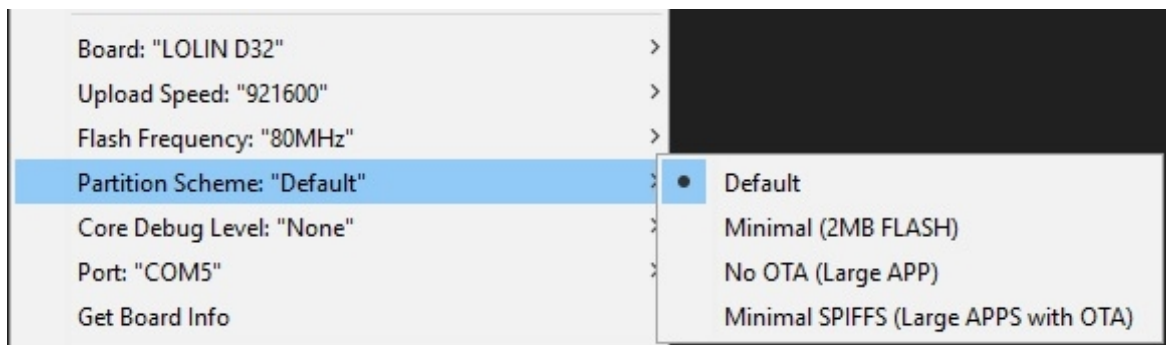 Board: "LOLIN D32"
Upload Speed: "921600"
Flash Frequency: "80MHz"
Partition Scheme: "Default"
Core Debug Level: "None"
Port: "COM5"
Get Board Info
Default
Minimal (2MB FLASH)
No OTA (Large APP)
Minimal SPIFFS (Large APPS with OTA)